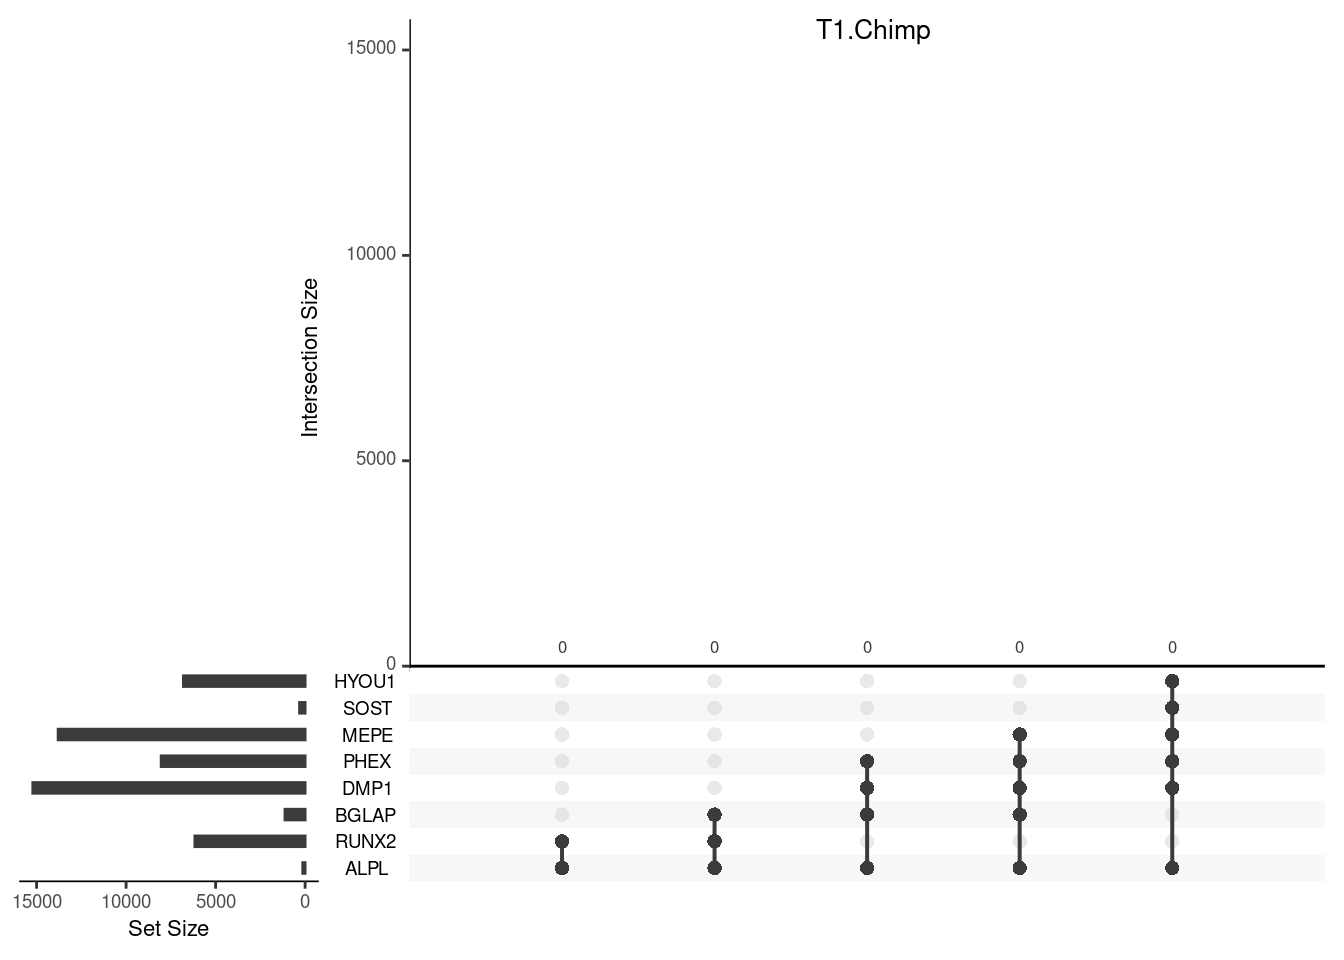 T1.Chimp
15000
10000
5000
0
Intersection Size
0 0 0 0 0
HYOU1
SOST
MEPE
PHEX
DMP1
BGLAP
RUNX2
ALPL
15000 10000 5000 0
Set Size